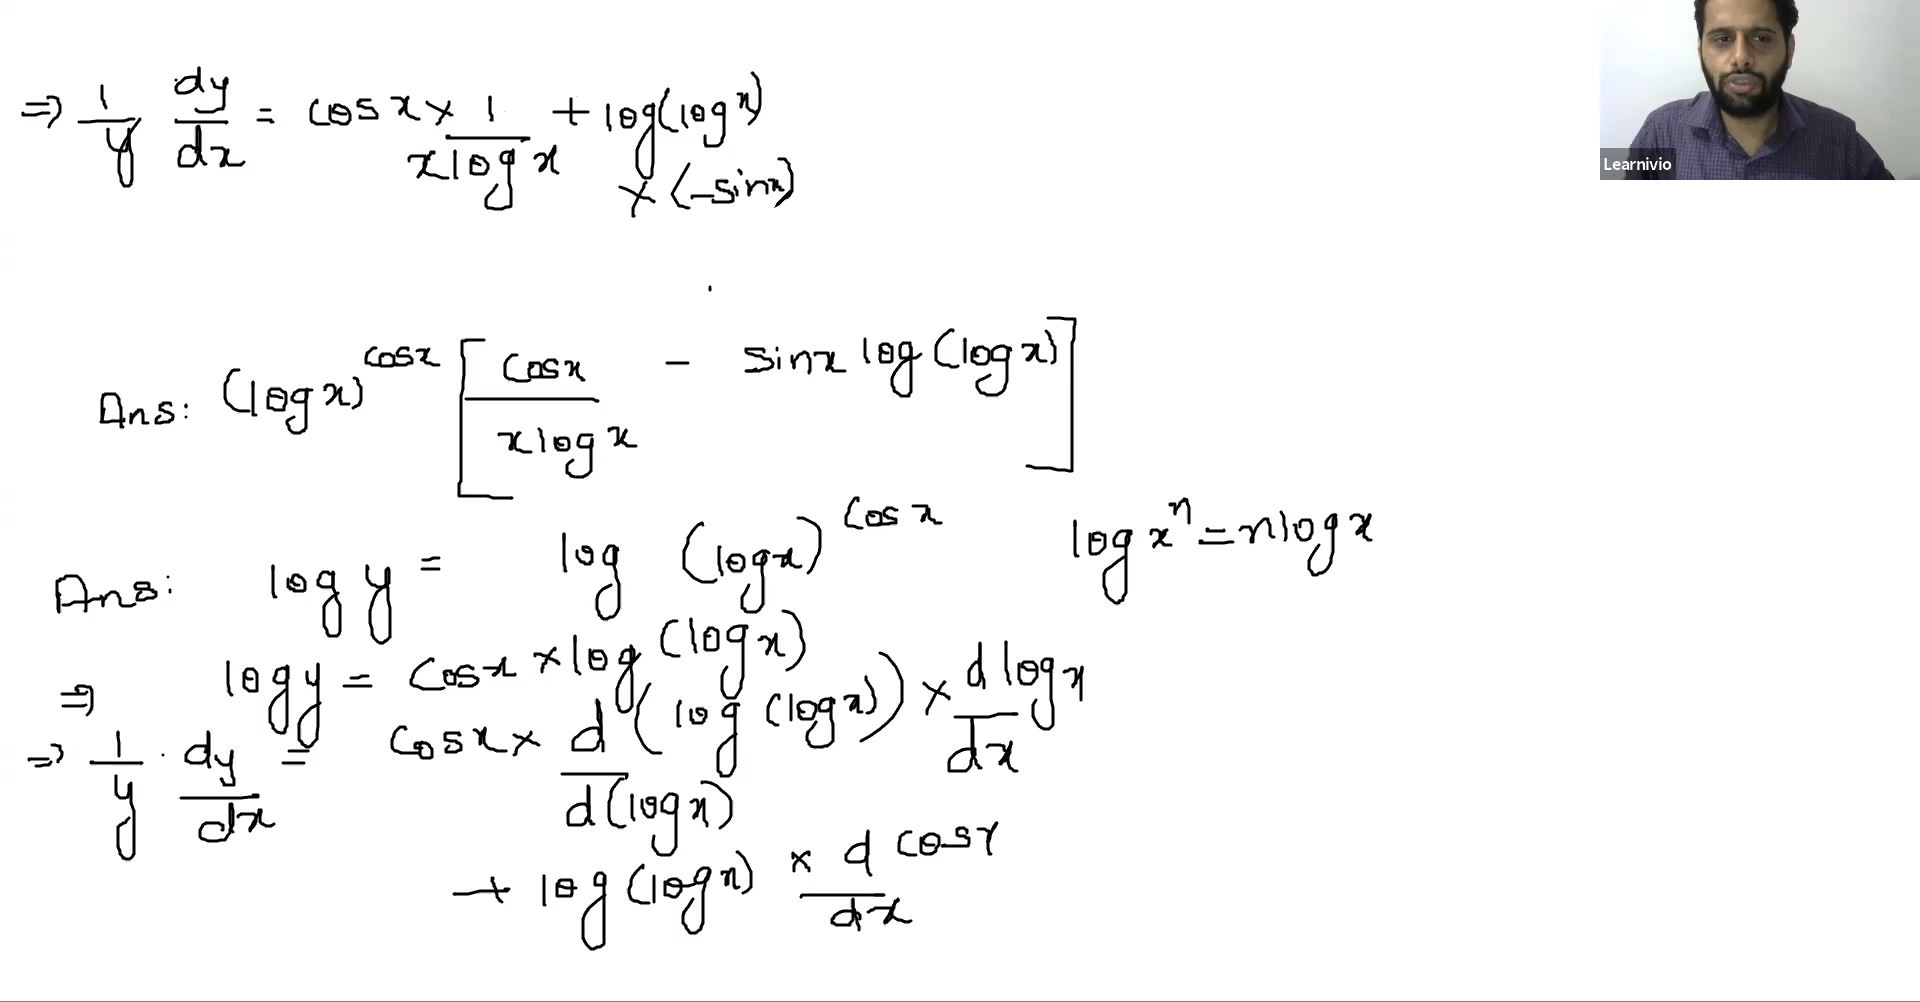 ⇒ 1/y dy/dx = cos x × 1/(x log x) + log(log x)
× (-sin x)
Learnivio
Ans: (log x)^cos x [cos x/(x log x) - sin x log (log x)]
Ans: log y = log (log x)^cos x
log x^n = n log x
⇒ log y = cos x × log (log x)
⇒ 1/y . dy/dx = cos x × d/d(log x) (log (log x)) × d log x/dx
+ log (log x) × d cos x/dx